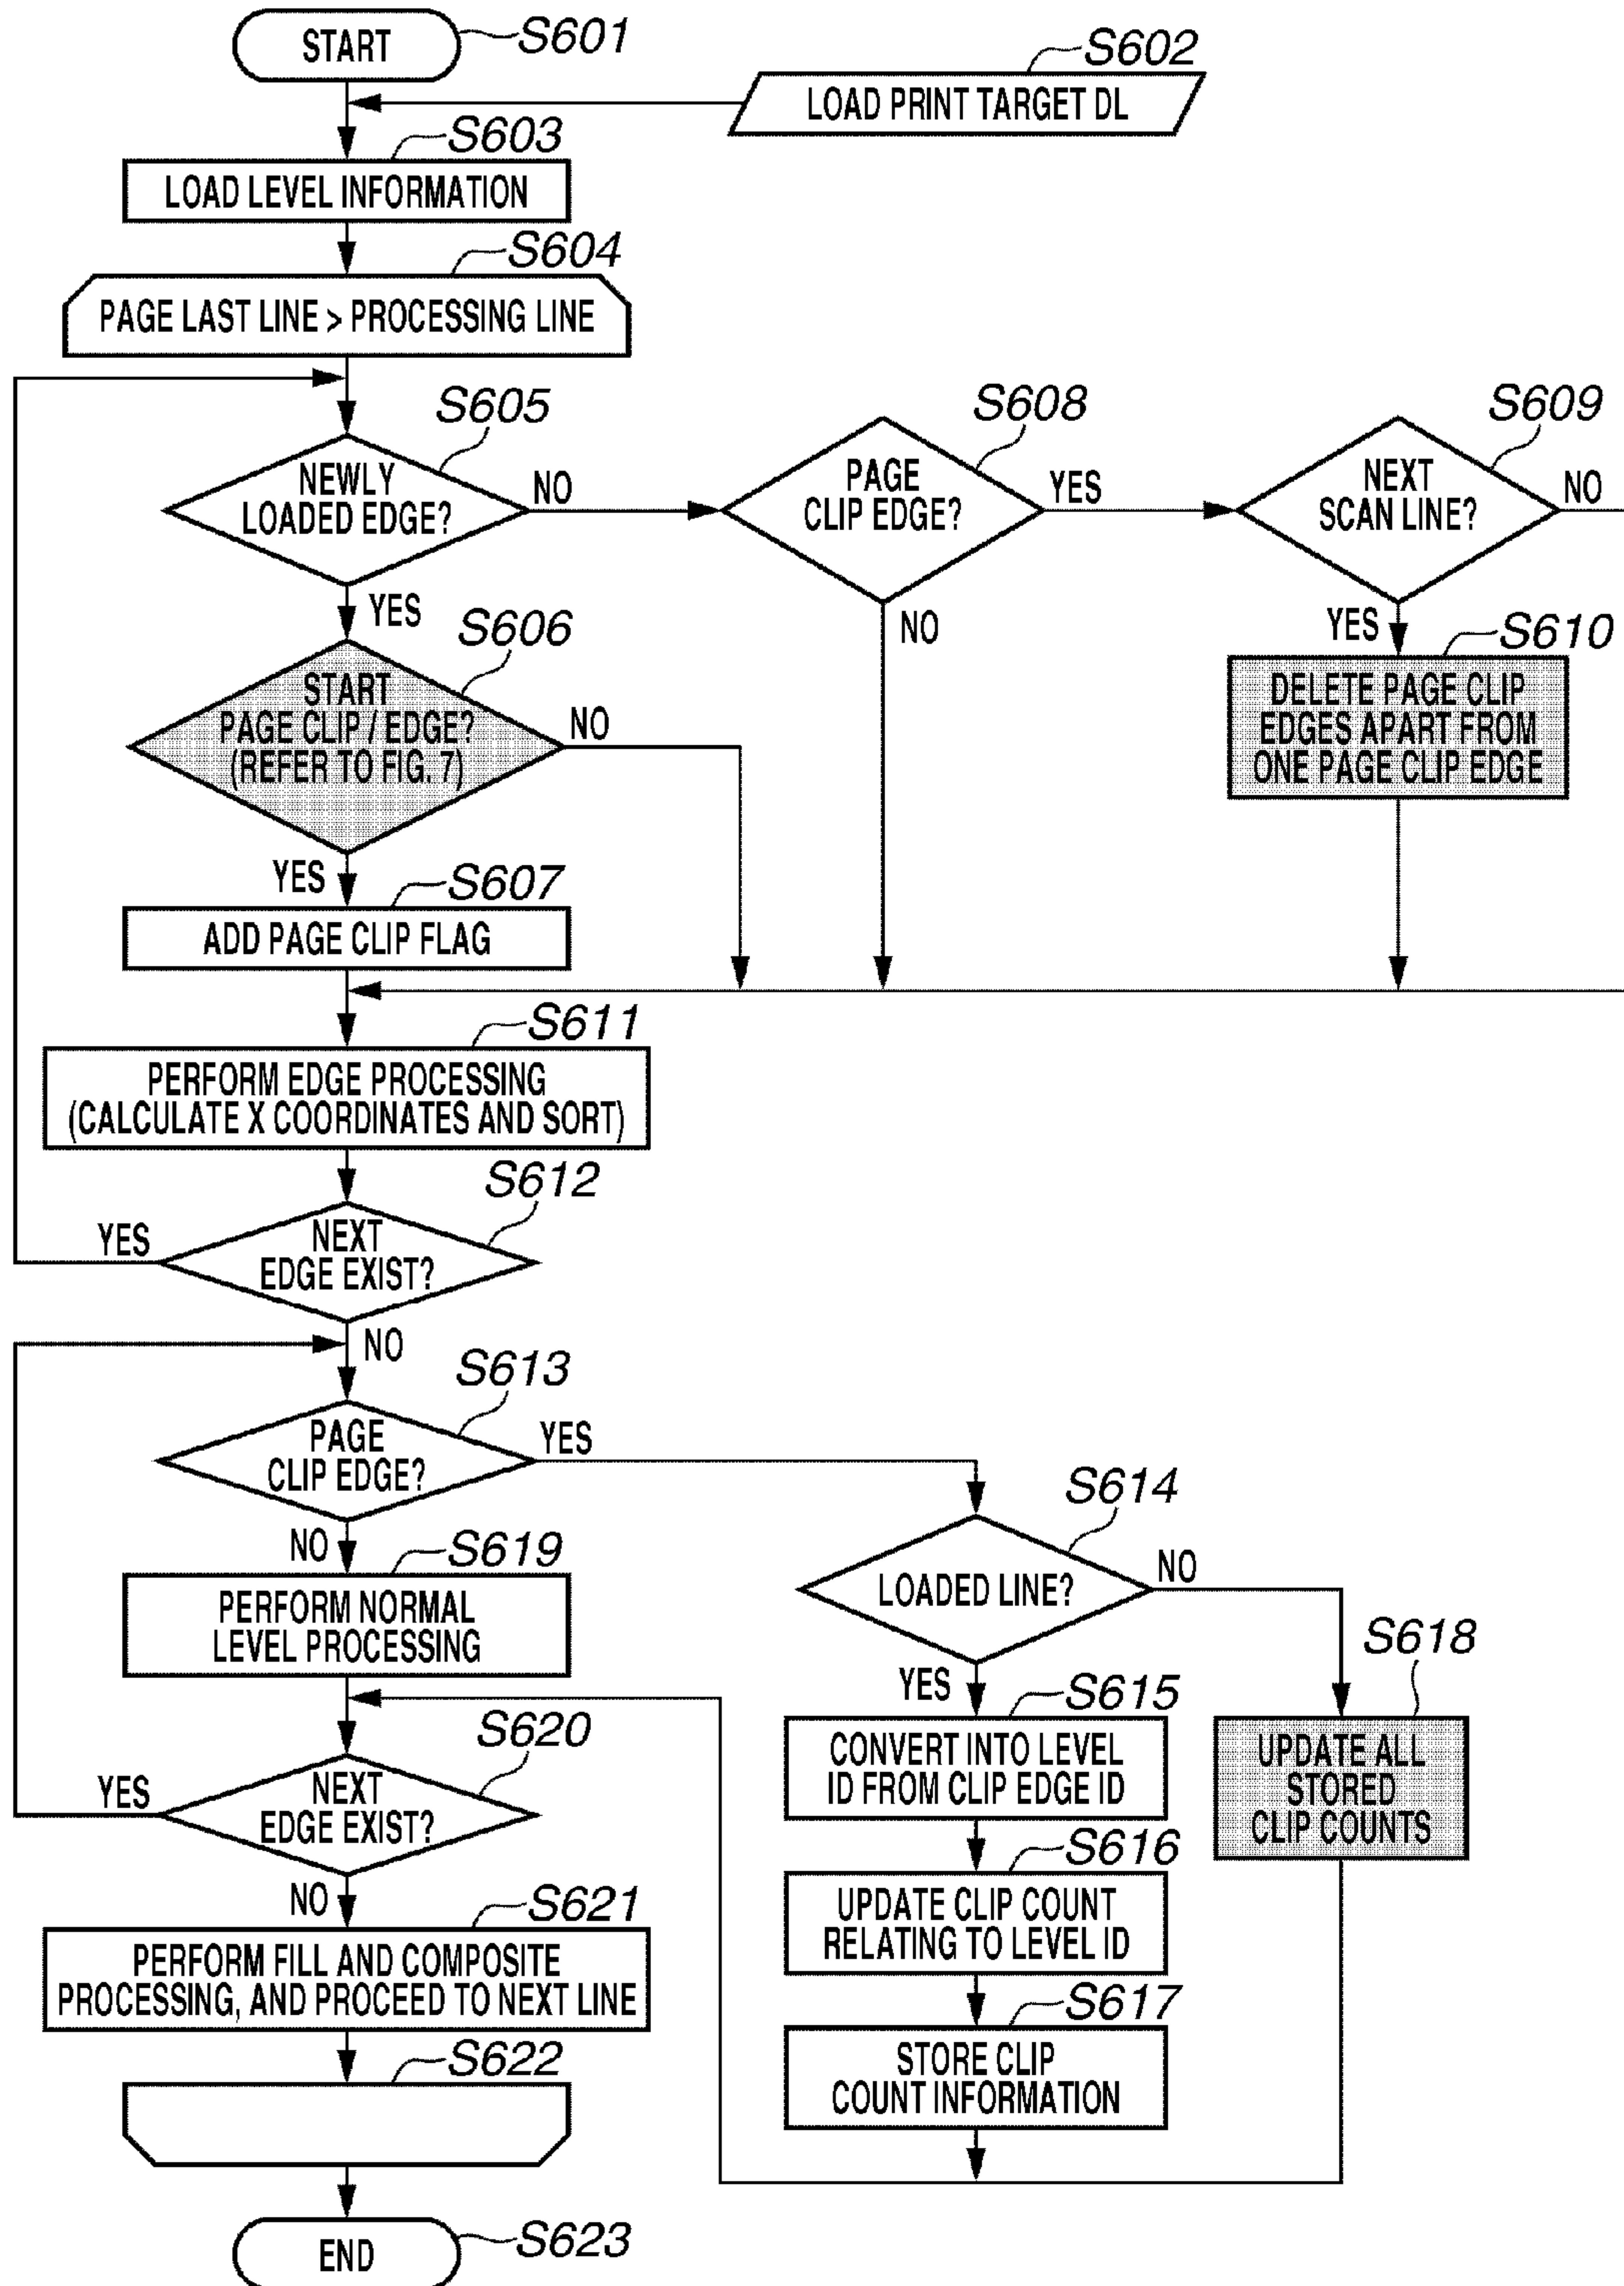 START
S601
S602
LOAD PRINT TARGET DL
S603
LOAD LEVEL INFORMATION
S604
PAGE LAST LINE > PROCESSING LINE
S605
NEWLY
LOADED EDGE?
NO
YES
S608
PAGE
CLIP EDGE?
YES
NO
S609
NEXT
SCAN LINE?
NO
YES
S606
START
PAGE CLIP / EDGE?
(REFER TO FIG. 7)
NO
YES
S610
DELETE PAGE CLIP
EDGES APART FROM
ONE PAGE CLIP EDGE
S607
ADD PAGE CLIP FLAG
S611
PERFORM EDGE PROCESSING
(CALCULATE X COORDINATES AND SORT)
S612
NEXT
EDGE EXIST?
YES
NO
S613
PAGE
CLIP EDGE?
YES
NO
S614
LOADED LINE?
NO
YES
S619
PERFORM NORMAL
LEVEL PROCESSING
S615
CONVERT INTO LEVEL
ID FROM CLIP EDGE ID
S618
UPDATE ALL
STORED
CLIP COUNTS
S620
NEXT
EDGE EXIST?
YES
NO
S616
UPDATE CLIP COUNT
RELATING TO LEVEL ID
S621
PERFORM FILL AND COMPOSITE
PROCESSING, AND PROCEED TO NEXT LINE
S617
STORE CLIP
COUNT INFORMATION
S622
END
S623